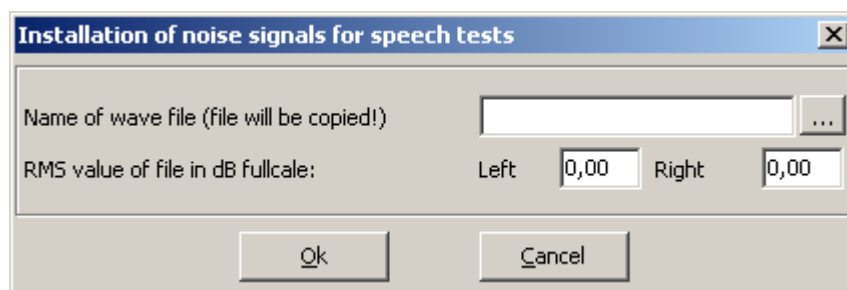 Installation of noise signals for speech tests
Name of wave file (file will be copied!) ...
RMS value of file in dB fullcale: Left 0,00 Right 0,00
Ok Cancel